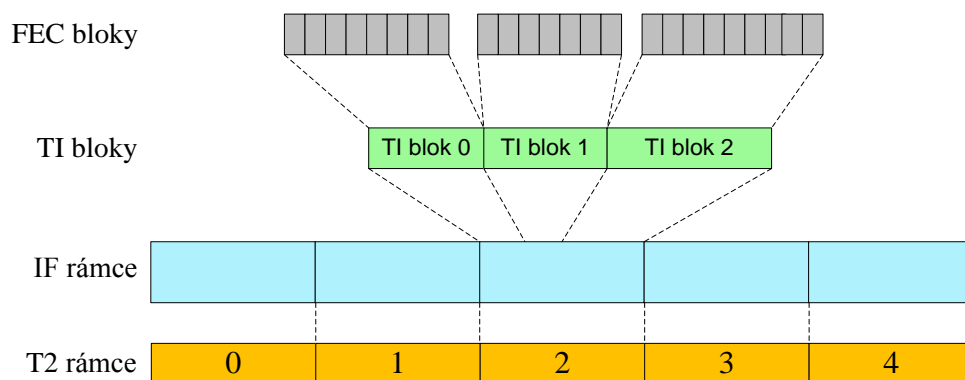 FEC bloky
TI bloky
TI blok 0 TI blok 1 TI blok 2
IF rámce
T2 rámce
0 1 2 3 4